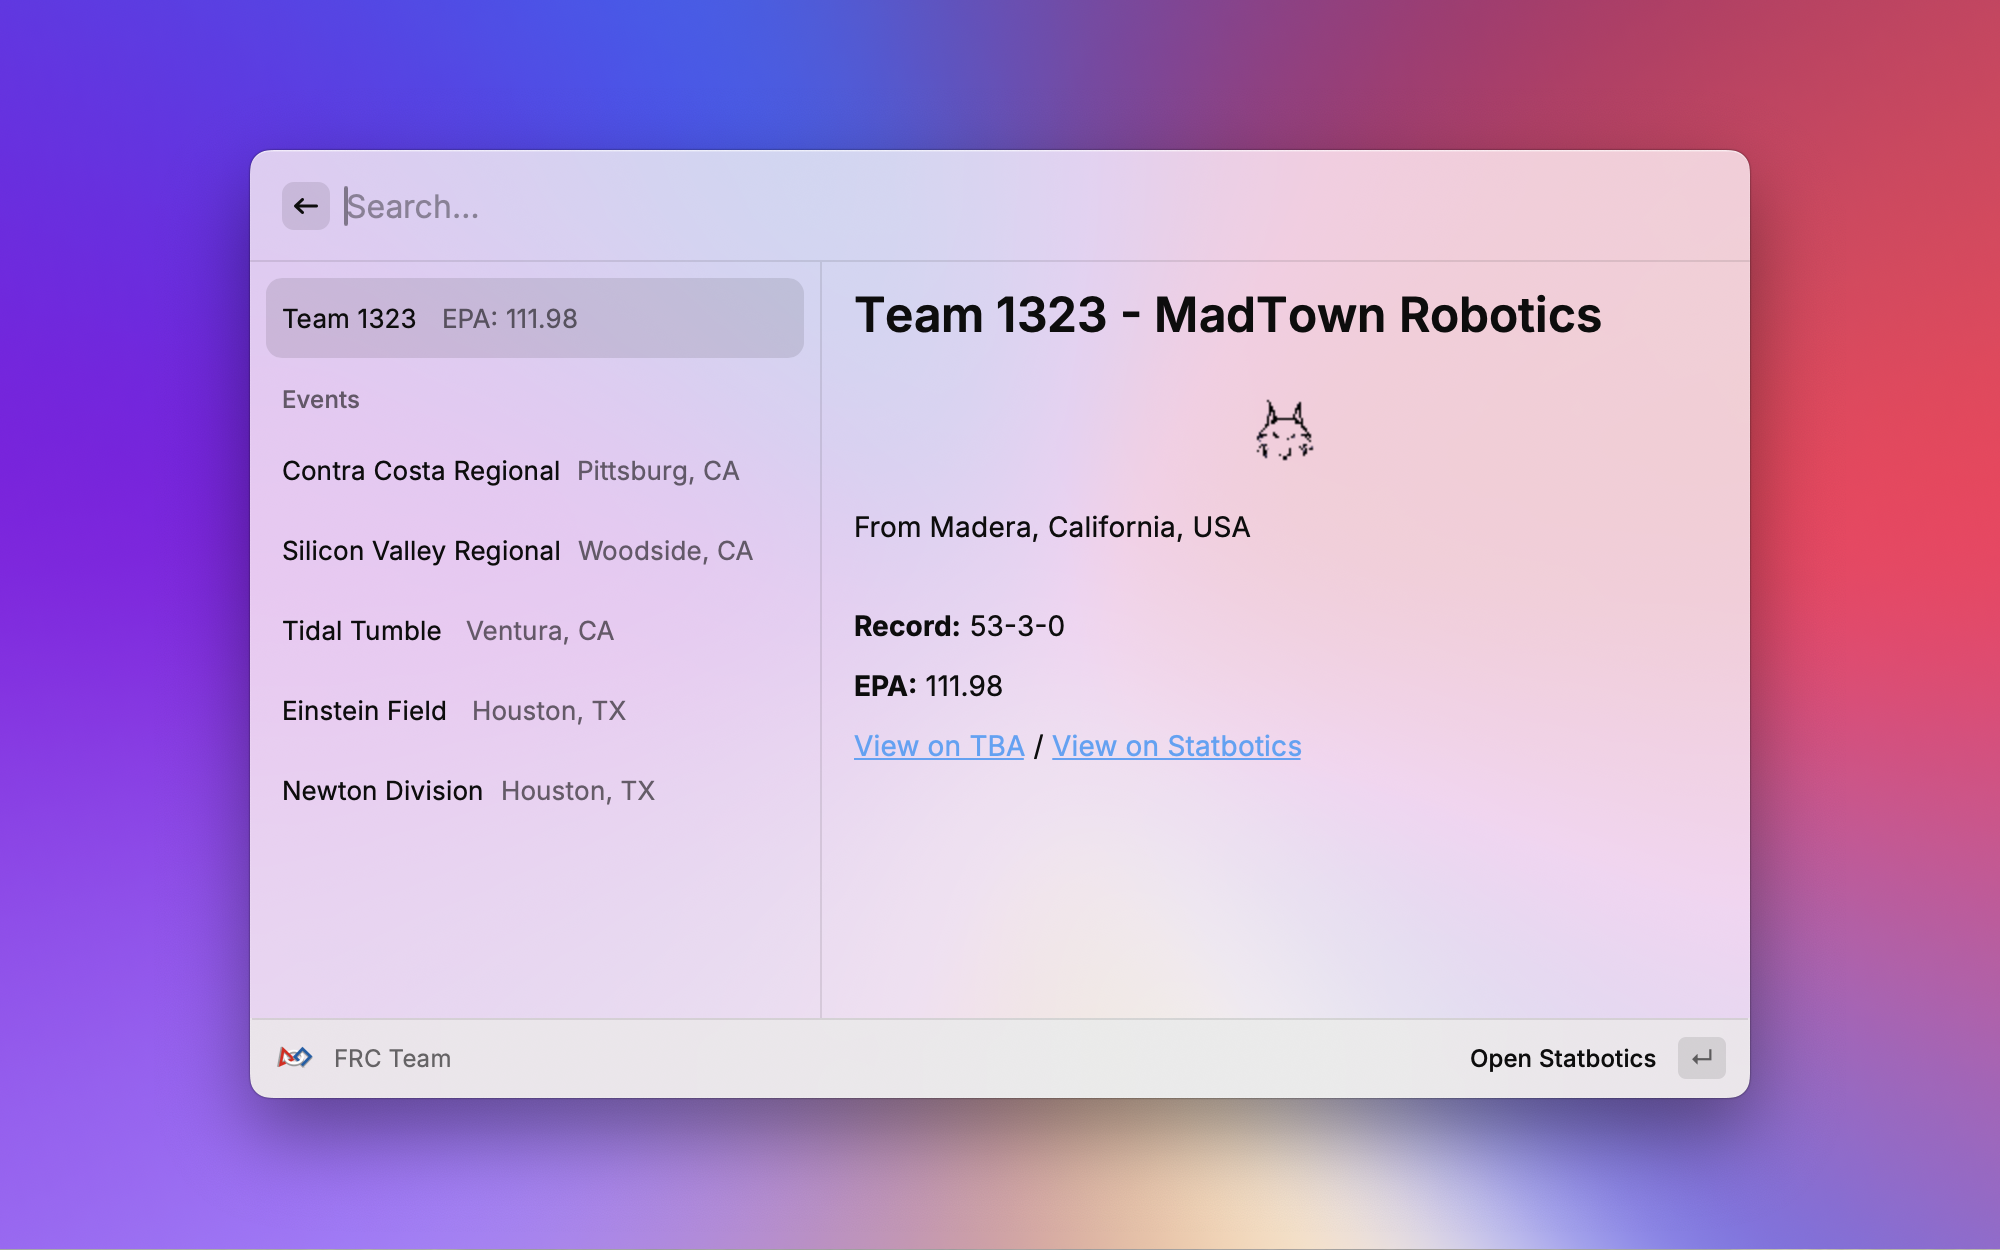 Search...
Team 1323 EPA: 111.98
Events
Contra Costa Regional Pittsburg, CA
Silicon Valley Regional Woodside, CA
Tidal Tumble Ventura, CA
Einstein Field Houston, TX
Newton Division Houston, TX
Team 1323 - MadTown Robotics
From Madera, California, USA
Record: 53-3-0
EPA: 111.98
View on TBA / View on Statbotics
FRC Team
Open Statbotics